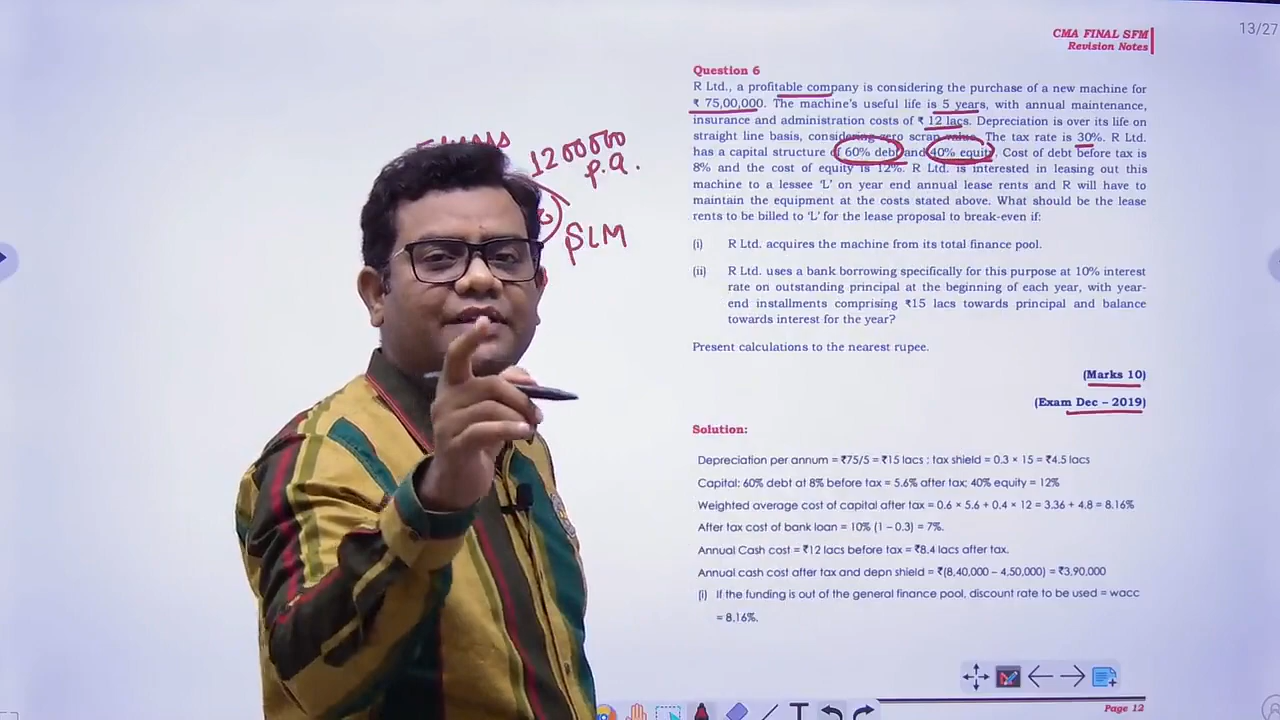 13/27
CMA FINAL SFM
Revision Notes
Question 6
R Ltd., a profitable company is considering the purchase of a new machine for
₹ 75,00,000. The machine's useful life is 5 years, with annual maintenance,
insurance and administration costs of ₹ 12 lacs. Depreciation is over its life on
straight line basis, considering zero scrap value. The tax rate is 30%. R Ltd.
has a capital structure of 60% debt and 40% equity. Cost of debt before tax is
8% and the cost of equity is 12%. R Ltd. is interested in leasing out this
machine to a lessee 'L' on year end annual lease rents and R will have to
maintain the equipment at the costs stated above. What should be the lease
rents to be billed to 'L' for the lease proposal to break-even if:
(i) R Ltd. acquires the machine from its total finance pool.
(ii) R Ltd. uses a bank borrowing specifically for this purpose at 10% interest
rate on outstanding principal at the beginning of each year, with year-
end installments comprising ₹15 lacs towards principal and balance
towards interest for the year?
Present calculations to the nearest rupee.
(Marks 10)
(Exam Dec – 2019)
Solution:
Depreciation per annum = ₹75/5 = ₹15 lacs ; tax shield = 0.3 × 15 = ₹4.5 lacs
Capital: 60% debt at 8% before tax = 5.6% after tax; 40% equity = 12%
Weighted average cost of capital after tax = 0.6 × 5.6 + 0.4 × 12 = 3.36 + 4.8 = 8.16%
After tax cost of bank loan = 10% (1 – 0.3) = 7%.
Annual Cash cost = ₹12 lacs before tax = ₹8.4 lacs after tax.
Annual cash cost after tax and depn shield = ₹(8,40,000 – 4,50,000) = ₹3,90,000
(i) If the funding is out of the general finance pool, discount rate to be used = wacc
= 8.16%.
Page 12
1200000
p.a.
SLM